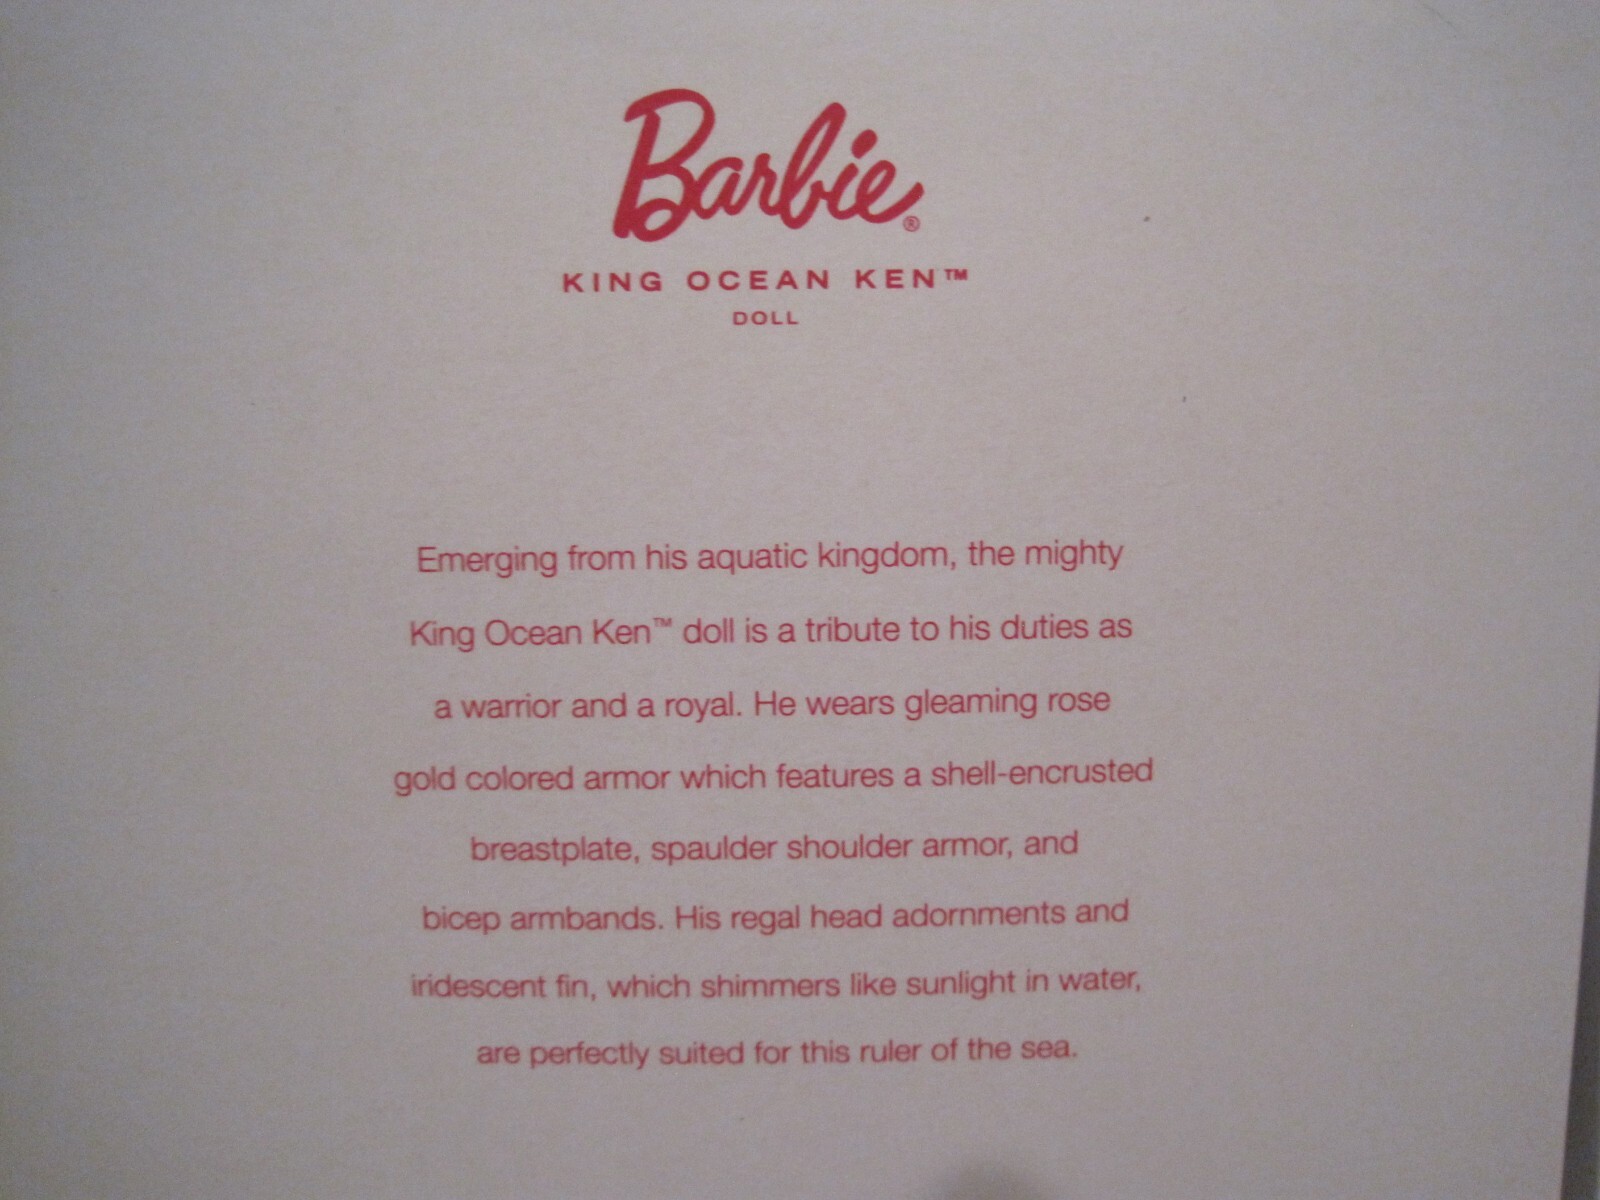 Barbie®
KING OCEAN KEN™
DOLL
Emerging from his aquatic kingdom, the mighty
King Ocean Ken™ doll is a tribute to his duties as
a warrior and a royal. He wears gleaming rose
gold colored armor which features a shell-encrusted
breastplate, spaulder shoulder armor, and
bicep armbands. His regal head adornments and
iridescent fin, which shimmers like sunlight in water,
are perfectly suited for this ruler of the sea.